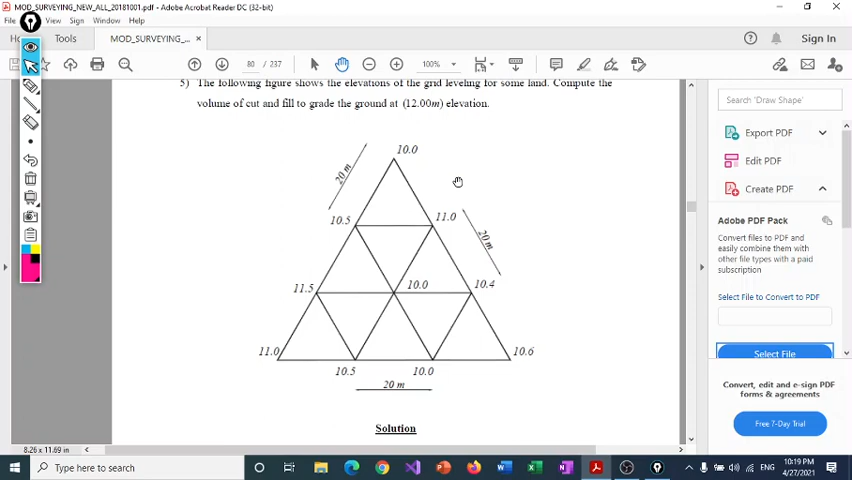 MOD_SURVEYING_NEW_ALL_20181001.pdf - Adobe Acrobat Reader DC (32-bit)
File View Sign Window Help
Tools
MOD_SURVEYING_... ×
Sign In
80 / 237
100%
5) The following figure shows the elevations of the grid leveling for some land. Compute the
volume of cut and fill to grade the ground at (12.00m) elevation.
10.0
20 m
10.5
11.0
20 m
11.5
10.0
10.4
11.0
10.6
10.5
10.0
20 m
Solution
8.26 x 11.69 in
Search 'Draw Shape'
Export PDF
Edit PDF
Create PDF
Adobe PDF Pack
Convert files to PDF and
easily combine them with
other file types with a paid
subscription
Select File to Convert to PDF
Select File
Convert, edit and e-sign PDF
forms & agreements
Free 7-Day Trial
Type here to search
ENG
10:19 PM
4/27/2021